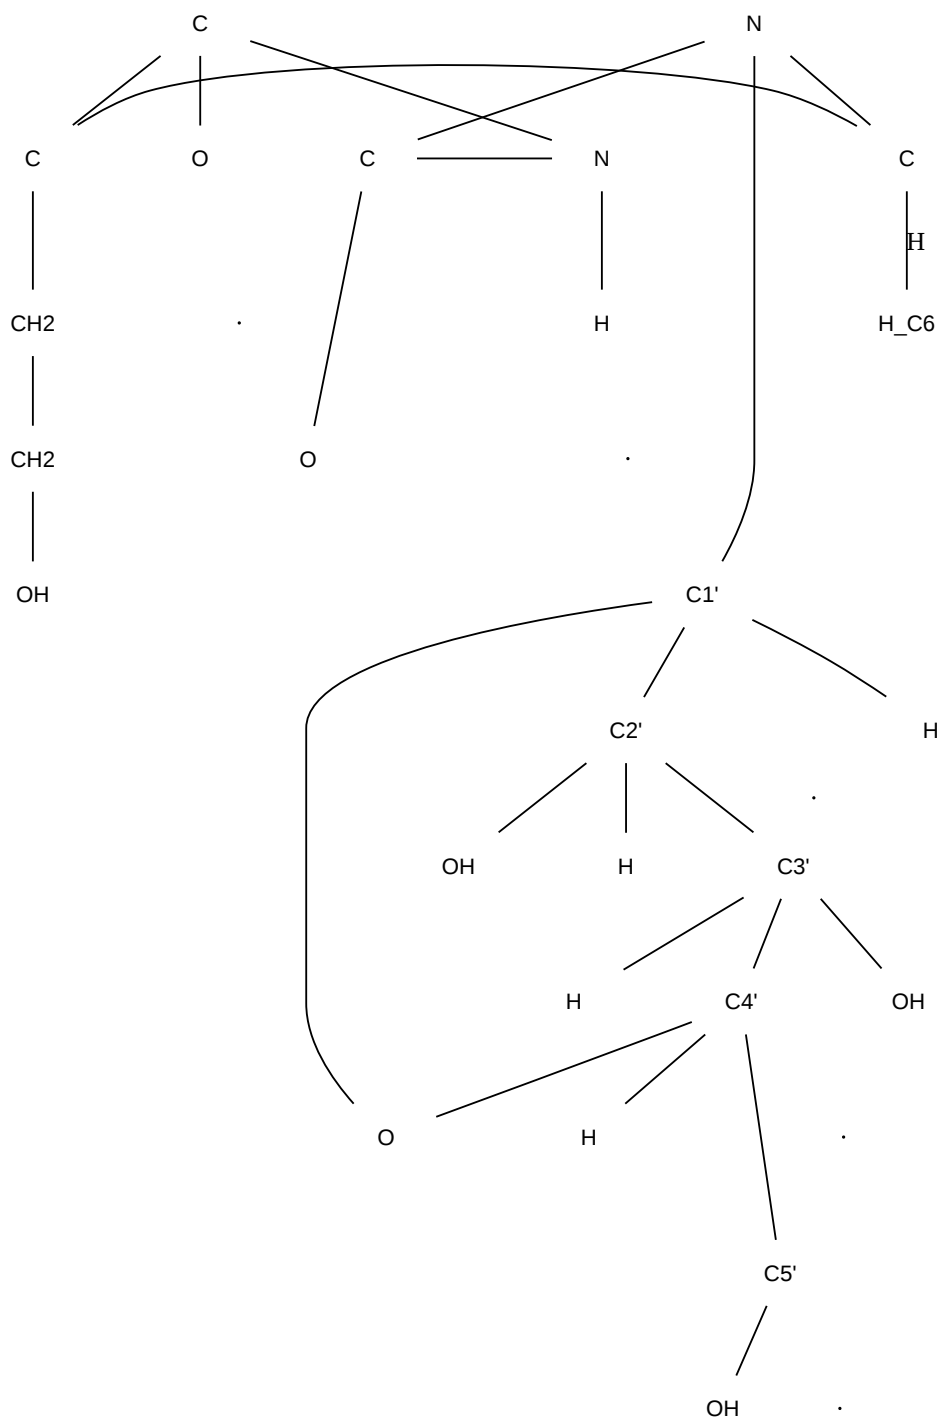 C N
C O C N C
H
CH2 . H H_C6
CH2 O .
OH C1'
C2' H
.
OH H C3'
H C4' OH
O H .
C5'
OH .